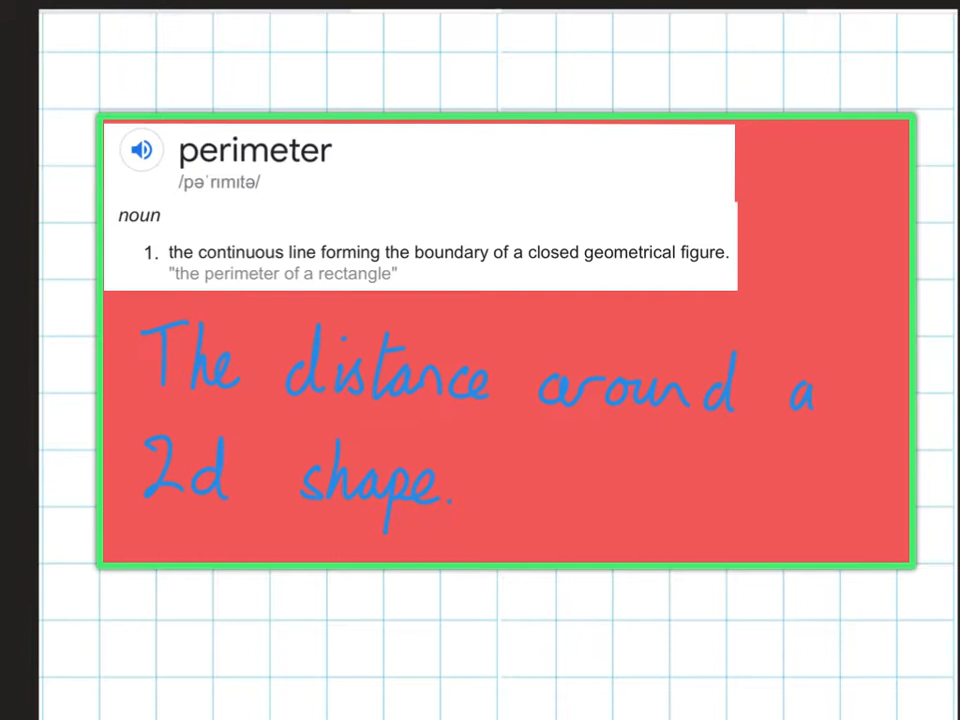 perimeter
/pəˈrɪmɪtə/
noun
1. the continuous line forming the boundary of a closed geometrical figure.
"the perimeter of a rectangle"
The distance around a
2d shape.